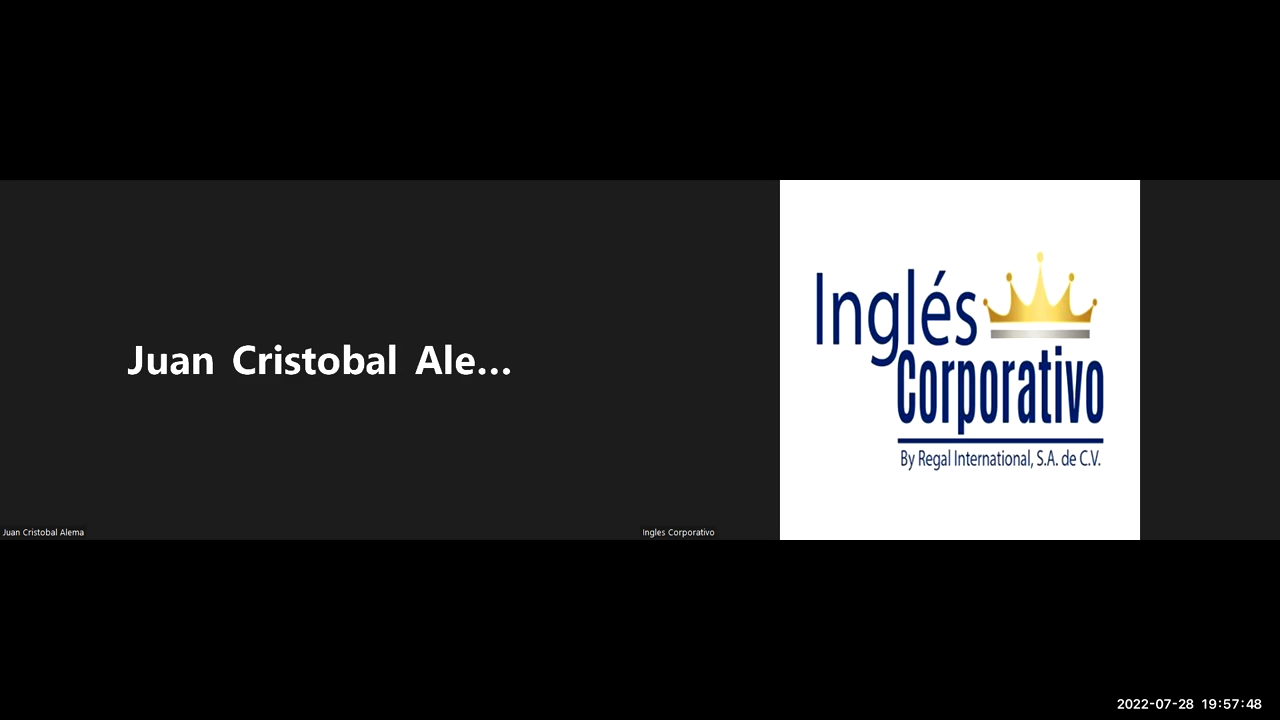 Juan Cristobal Ale...
Juan Cristobal Alema
Inglés
Corporativo
By Regal International, S.A. de C.V.
Ingles Corporativo
2022-07-28 19:57:48